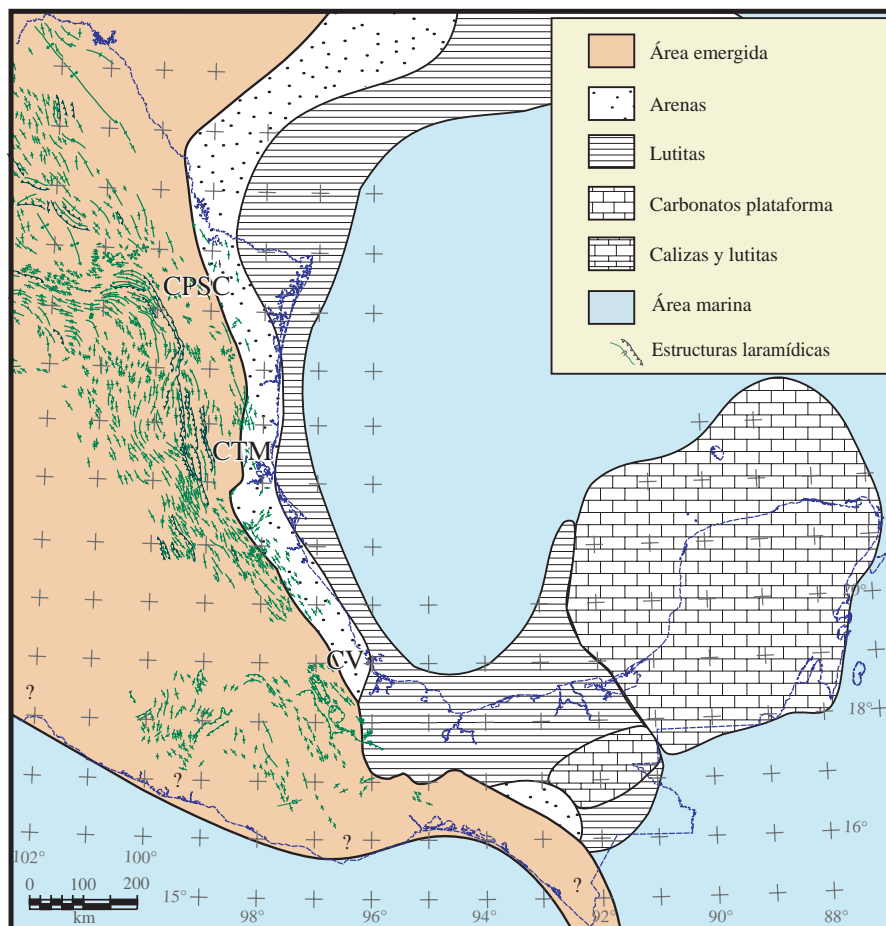 Área emergida
Arenas
Lutitas
Carbonatos plataforma
Calizas y lutitas
Área marina
Estructuras laramídicas
CPSC
CTM
CV
20°
18°
16°
?
?
?
?
102°
100°
0 100 200
km
15°
98°
96°
94°
92°
90°
88°